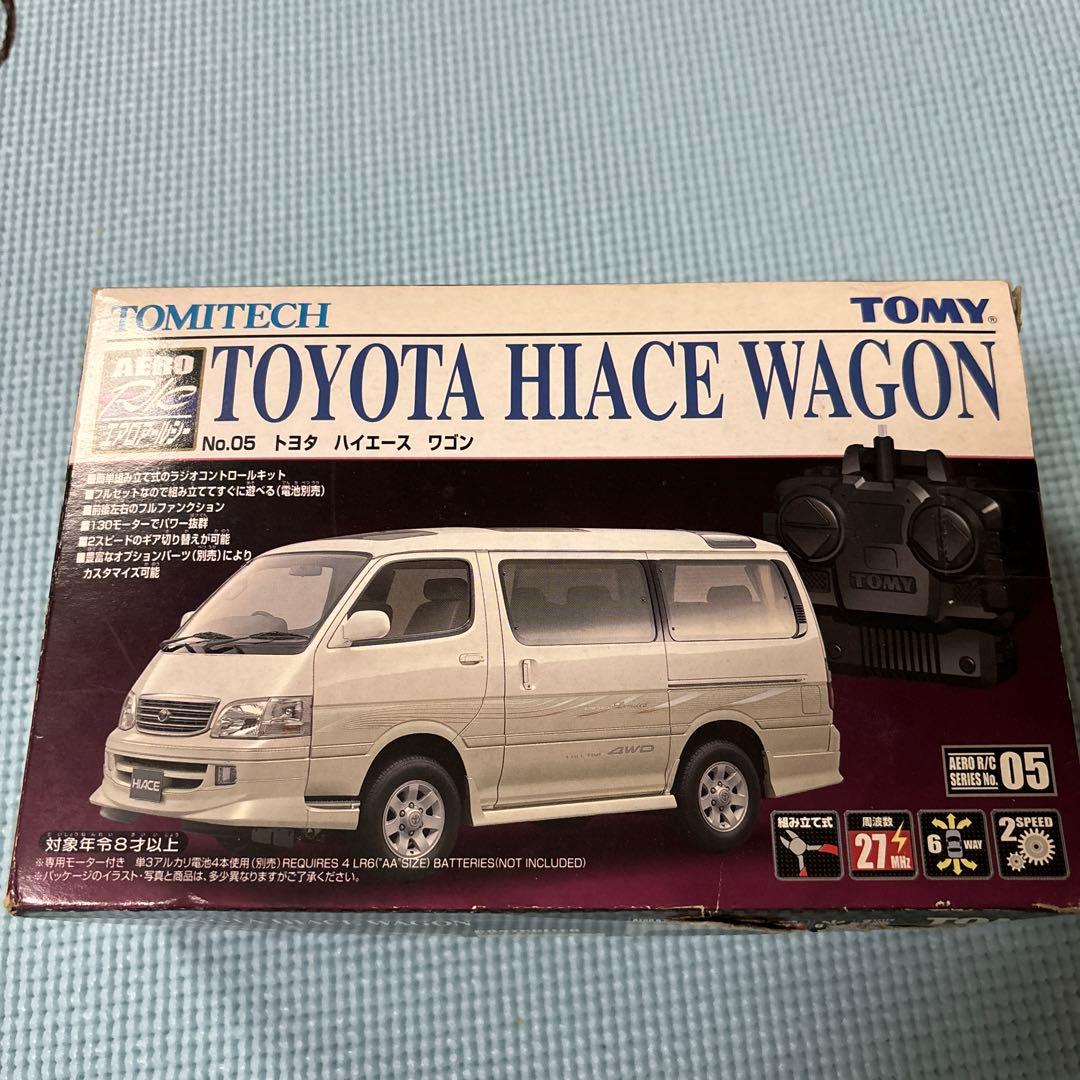 TOMITECH
TOMY®
AERO
R/C
エアロアールシー
TOYOTA HIACE WAGON
No.05 トヨタ ハイエース ワゴン
■簡単組み立て式のラジオコントロールキット
■フルセットなので組み立ててすぐに遊べる(電池別売)
■前後左右のフルファンクション
■130モーターでパワー抜群
■2スピードのギア切り替えが可能
■豊富なオプションパーツ(別売)により
カスタマイズ可能
TOMY
Limited
FULLTIME 4WD
HIACE
AERO R/C
SERIES No.
05
組み立て式
周波数
27MHz
6WAY
2SPEED
対象年令8才以上
※専用モーター付き 単3アルカリ電池4本使用(別売)REQUIRES 4 LR6("AA"SIZE) BATTERIES(NOT INCLUDED)
※パッケージのイラスト・写真と商品は、多少異なりますがご了承ください。